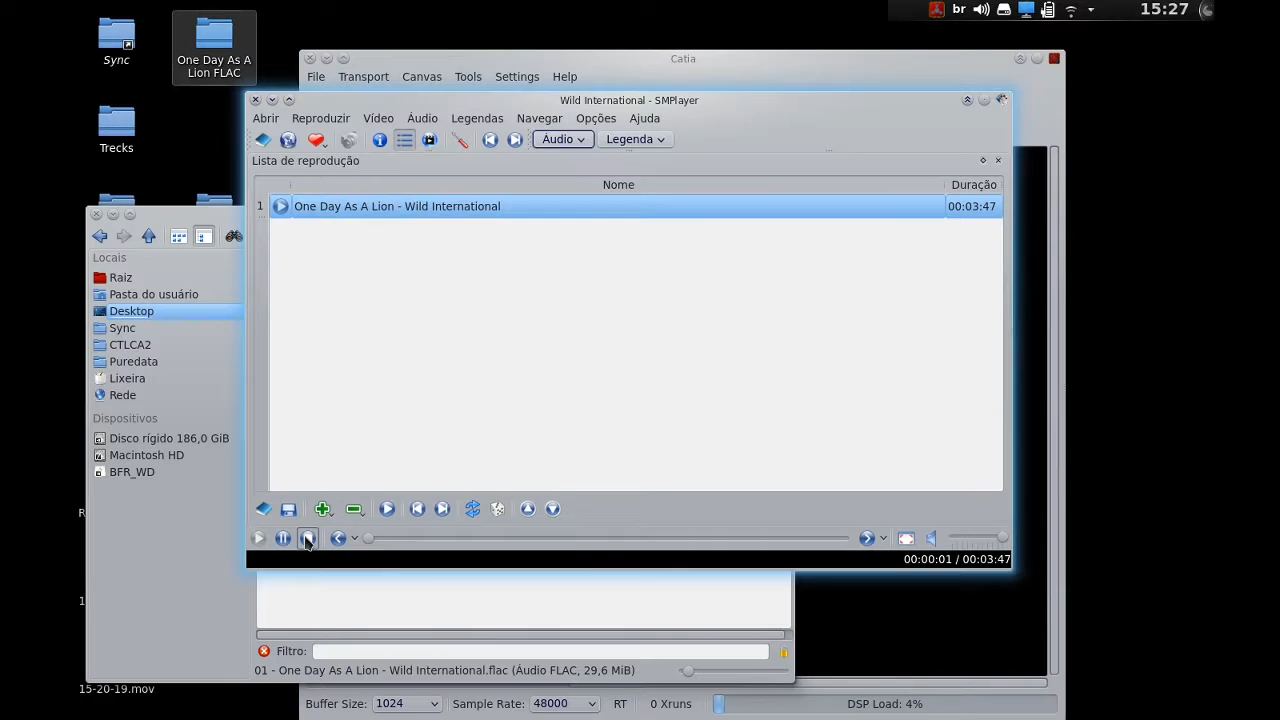 br
15:27
Sync
One Day As A
Lion FLAC
Trecks
Catia
File Transport Canvas Tools Settings Help
Wild International - SMPlayer
Abrir Reproduzir Vídeo Áudio Legendas Navegar Opções Ajuda
Áudio Legenda
Lista de reprodução
Nome Duração
1 One Day As A Lion - Wild International 00:03:47
Locais
Raiz
Pasta do usuário
Desktop
Sync
CTLCA2
Puredata
Lixeira
Rede
Dispositivos
Disco rígido 186,0 GiB
Macintosh HD
BFR_WD
R
1
00:00:01 / 00:03:47
Filtro:
01 - One Day As A Lion - Wild International.flac (Áudio FLAC, 29,6 MiB)
15-20-19.mov
Buffer Size: 1024 Sample Rate: 48000 RT 0 Xruns DSP Load: 4%